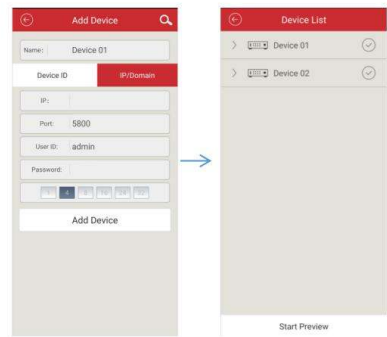 Add Device
Name: Device 01
Device ID IP/Domain
IP:
Port: 5800
User ID: admin
Password:
4
Add Device
Device List
Device 01
Device 02
Start Preview